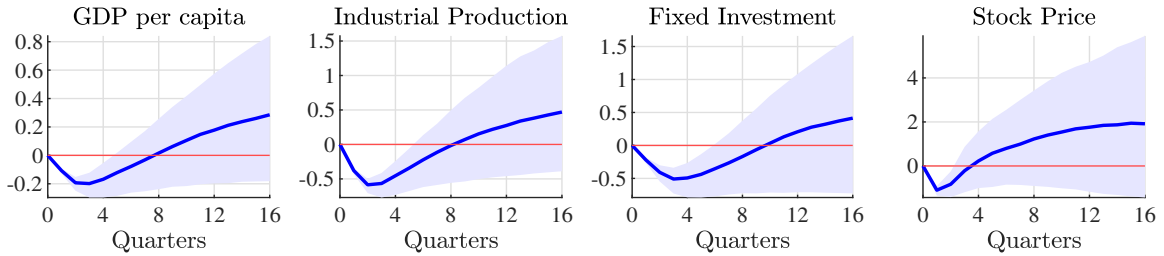 GDP per capita
0.8
0.6
0.4
0.2
0
-0.2
0 4 8 12 16
Quarters
Industrial Production
1.5
1
0.5
0
-0.5
0 4 8 12 16
Quarters
Fixed Investment
1.5
1
0.5
0
-0.5
0 4 8 12 16
Quarters
Stock Price
4
2
0
0 4 8 12 16
Quarters